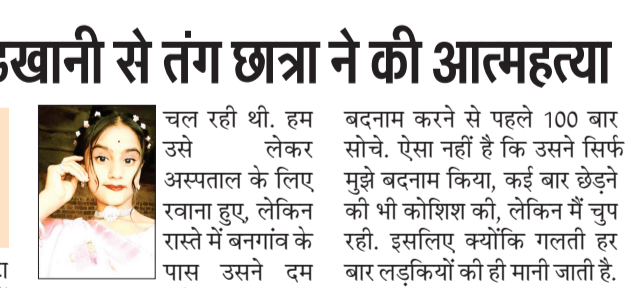 से तंग छात्रा ने की आत्महत्या
चल रही थी. हम
उसे लेकर
अस्पताल के लिए
रवाना हुए, लेकिन
रास्ते में बनगांव के
पास उसने दम
बदनाम करने से पहले 100 बार
सोचे. ऐसा नहीं है कि उसने सिर्फ
मुझे बदनाम किया, कई बार छेड़ने
की भी कोशिश की, लेकिन मैं चुप
रही. इसलिए क्योंकि गलती हर
बार लड़कियों की ही मानी जाती है.